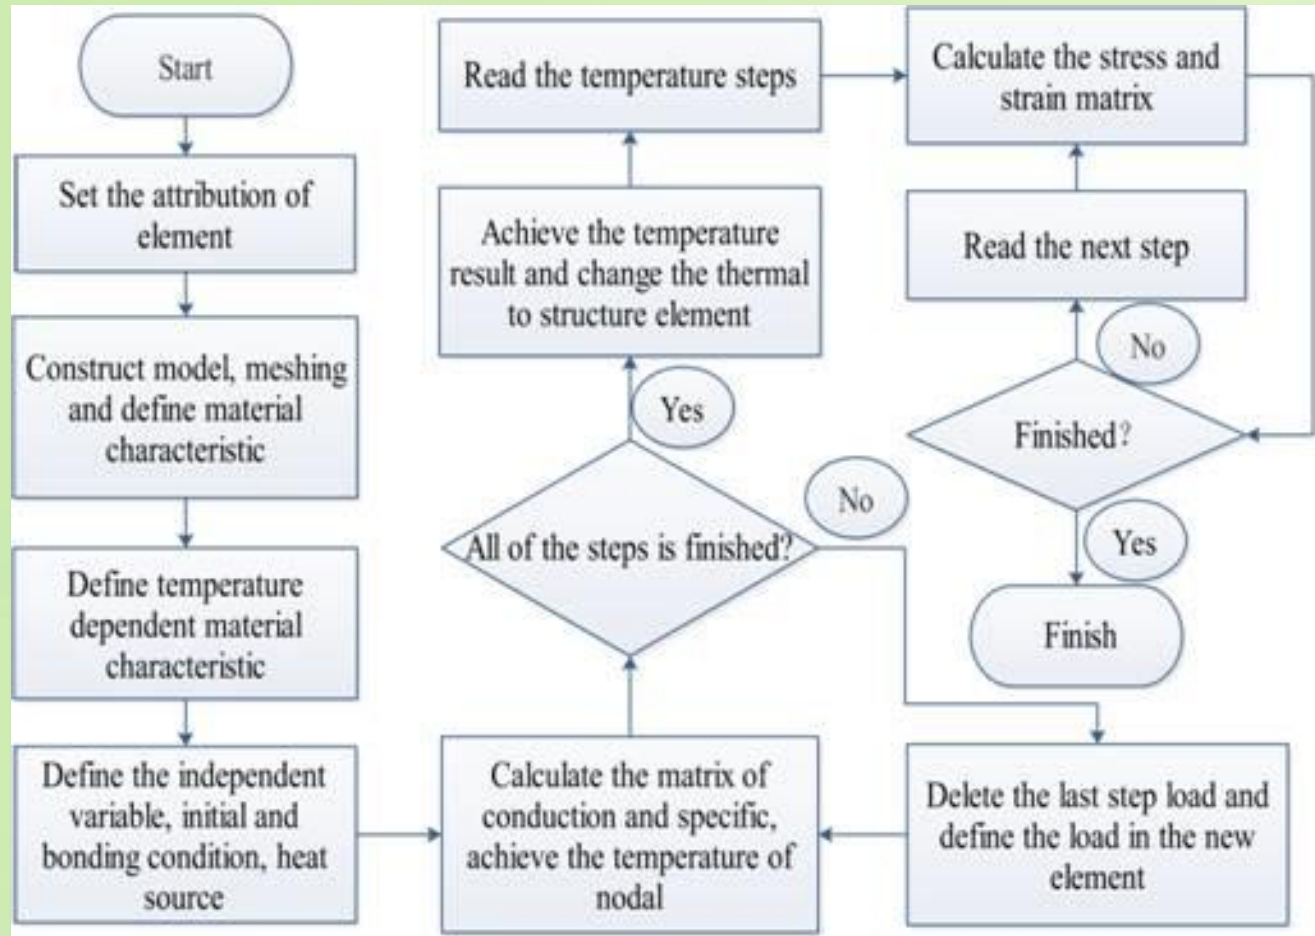 Start
Set the attribution of
element
Construct model, meshing
and define material
characteristic
Define temperature
dependent material
characteristic
Define the independent
variable, initial and
bonding condition, heat
source
Calculate the matrix of
conduction and specific,
achieve the temperature of
nodal
All of the steps is finished?
Yes
No
Achieve the temperature
result and change the thermal
to structure element
Read the temperature steps
Calculate the stress and
strain matrix
Read the next step
No
Finished?
Yes
Finish
Delete the last step load and
define the load in the new
element